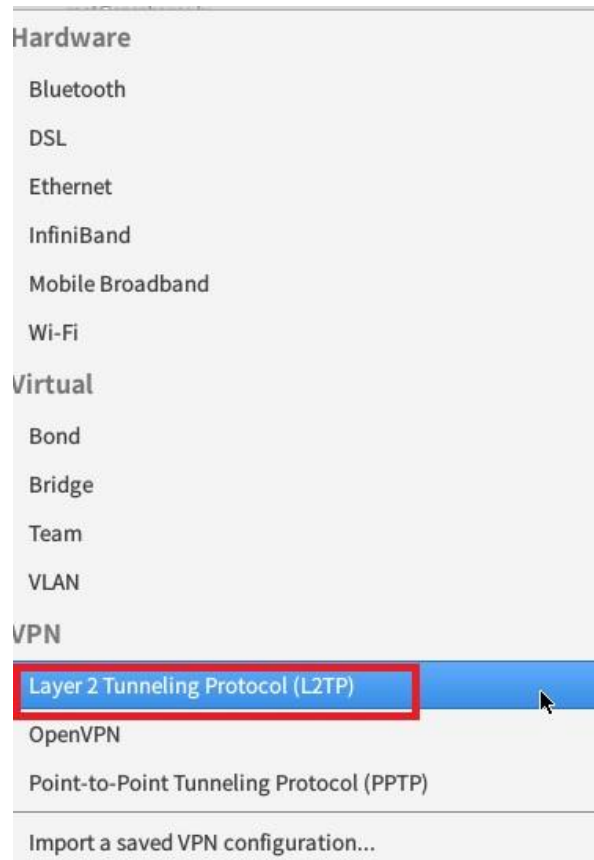 Hardware
Bluetooth
DSL
Ethernet
InfiniBand
Mobile Broadband
Wi-Fi
Virtual
Bond
Bridge
Team
VLAN
VPN
Layer 2 Tunneling Protocol (L2TP)
OpenVPN
Point-to-Point Tunneling Protocol (PPTP)
Import a saved VPN configuration...